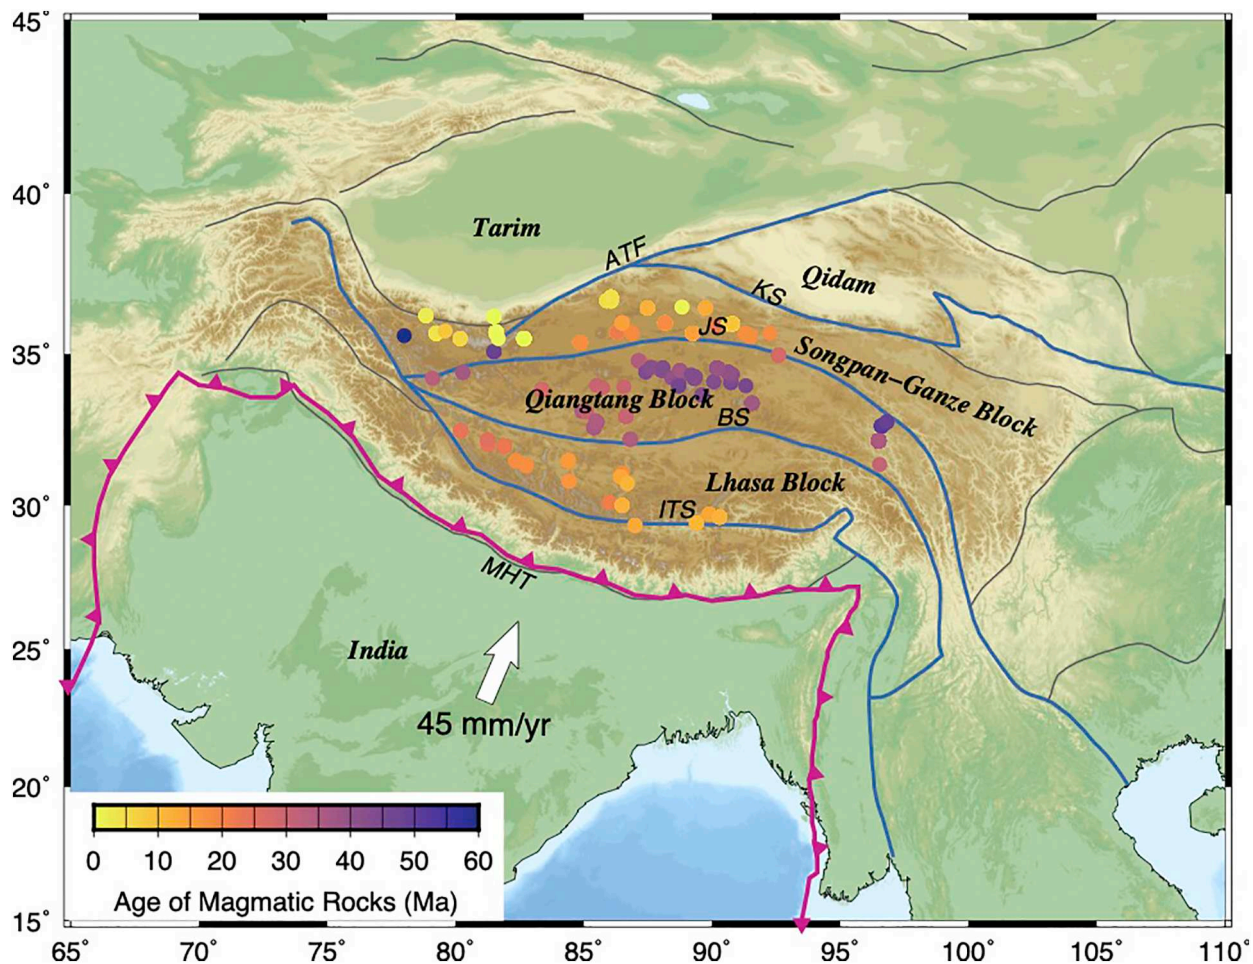 45°
40°
35°
30°
25°
20°
15°
Tarim
ATF
Qidam
KS
JS
Songpan-Ganze Block
Qiangtang Block
BS
Lhasa Block
ITS
MHT
India
45 mm/yr
0 10 20 30 40 50 60
Age of Magmatic Rocks (Ma)
65 70° 75° 80° 85° 90° 95° 100° 105° 110°